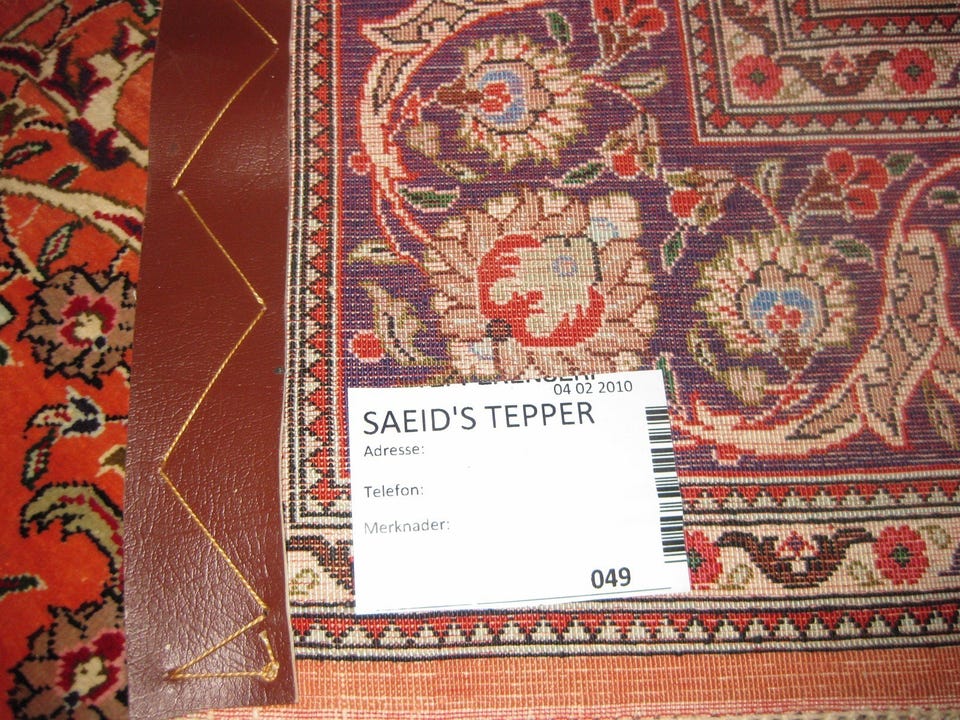 04 02 2010
SAEID'S TEPPER
Adresse:
Telefon:
Merknader:
049